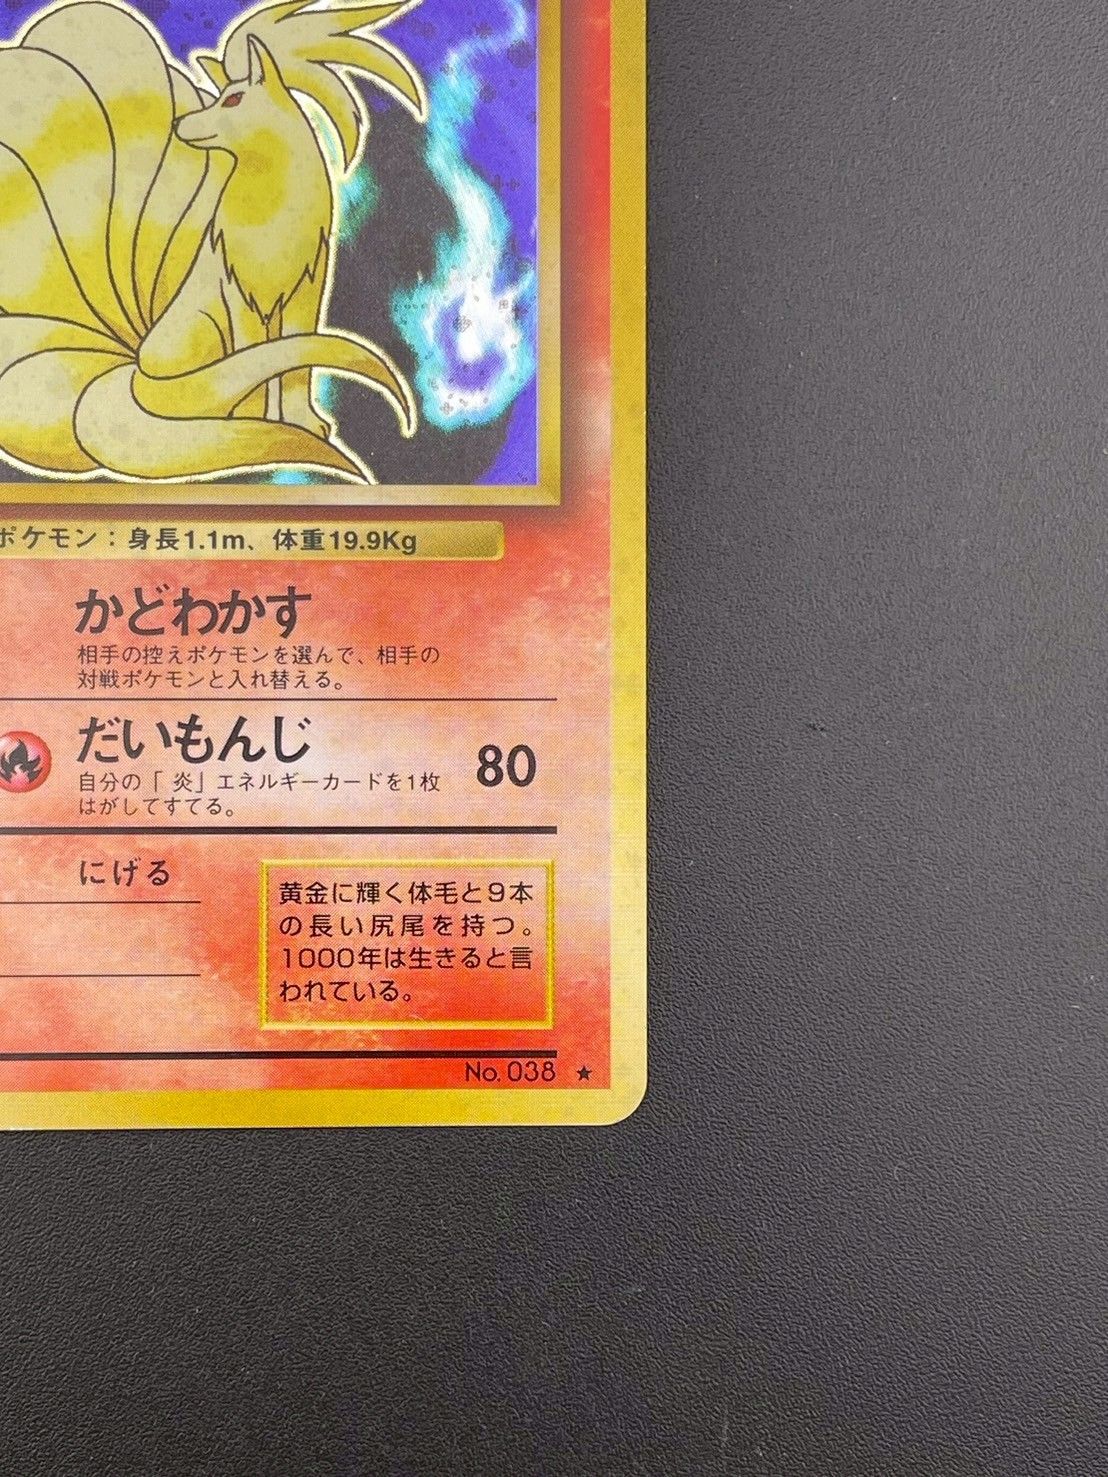 ポケモン：身長1.1m、体重19.9Kg
かどわかす
相手の控えポケモンを選んで、相手の
対戦ポケモンと入れ替える。
だいもんじ
80
自分の「 炎」エネルギーカードを1枚
はがしてすてる。
にげる
黄金に輝く体毛と９本
の長い尻尾を持つ。
1000年は生きると言
われている。
No. 038 ★